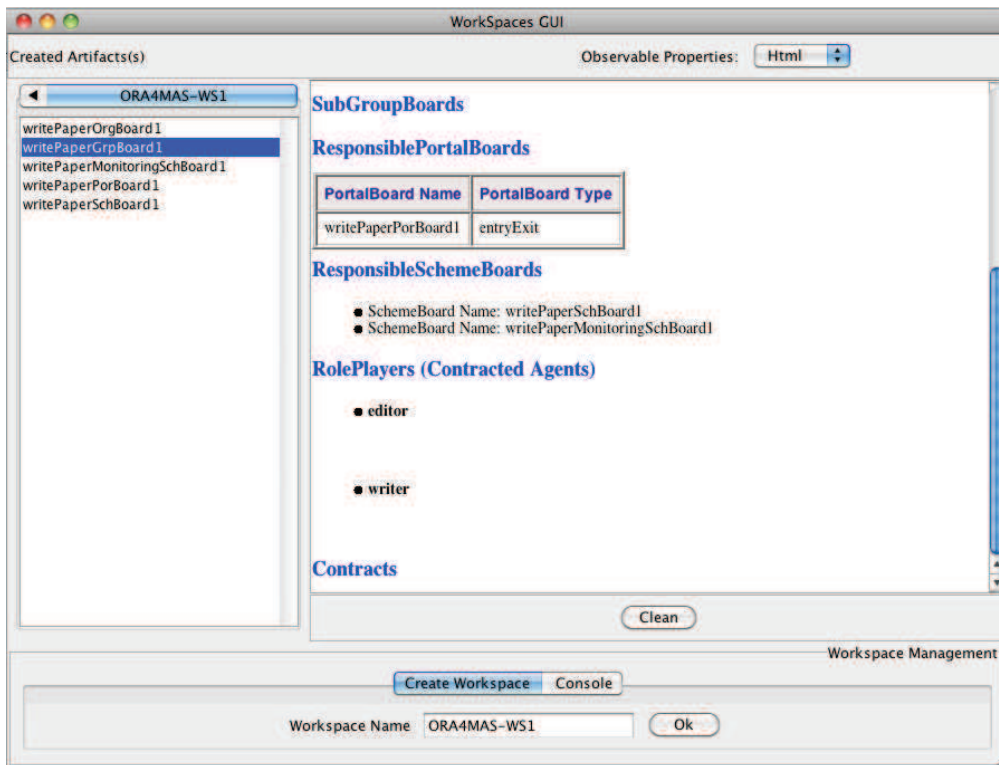 WorkSpaces GUI
Created Artifacts(s)
Observable Properties: Html
ORA4MAS-WS1
writePaperOrgBoard1
writePaperGrpBoard1
writePaperMonitoringSchBoard1
writePaperPorBoard1
writePaperSchBoard1
SubGroupBoards
ResponsiblePortalBoards
PortalBoard Name PortalBoard Type
writePaperPorBoard1 entryExit
ResponsibleSchemeBoards
SchemeBoard Name: writePaperSchBoard1
SchemeBoard Name: writePaperMonitoringSchBoard1
RolePlayers (Contracted Agents)
editor
writer
Contracts
Clean
Workspace Management
Create Workspace Console
Workspace Name ORA4MAS-WS1 Ok